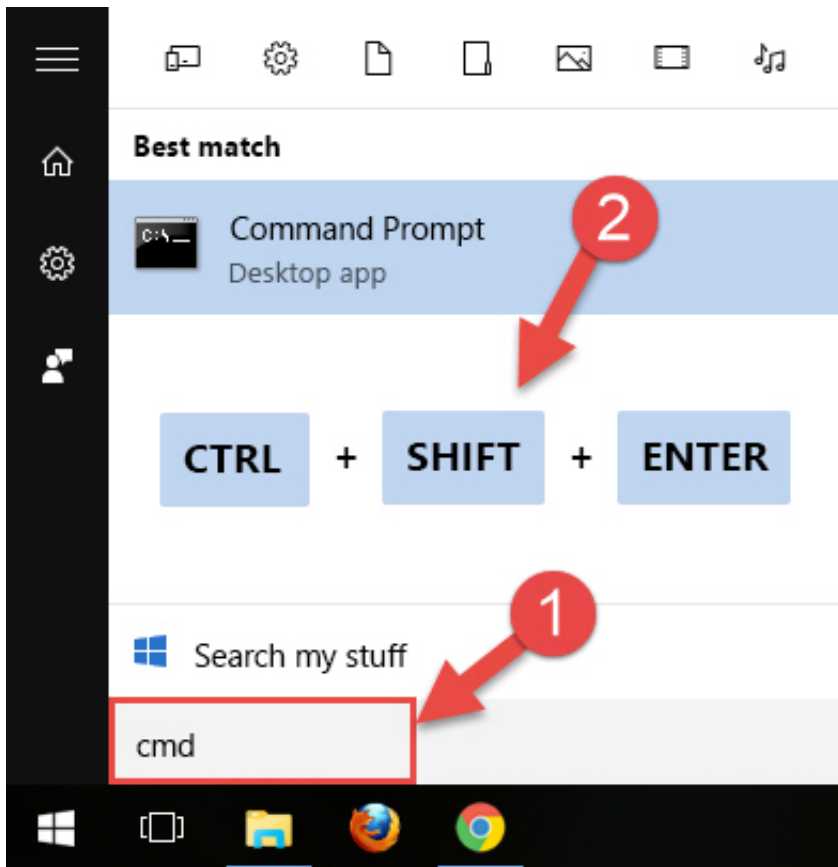 Best match
C:\_
Command Prompt
Desktop app
2
CTRL + SHIFT + ENTER
1
Search my stuff
cmd